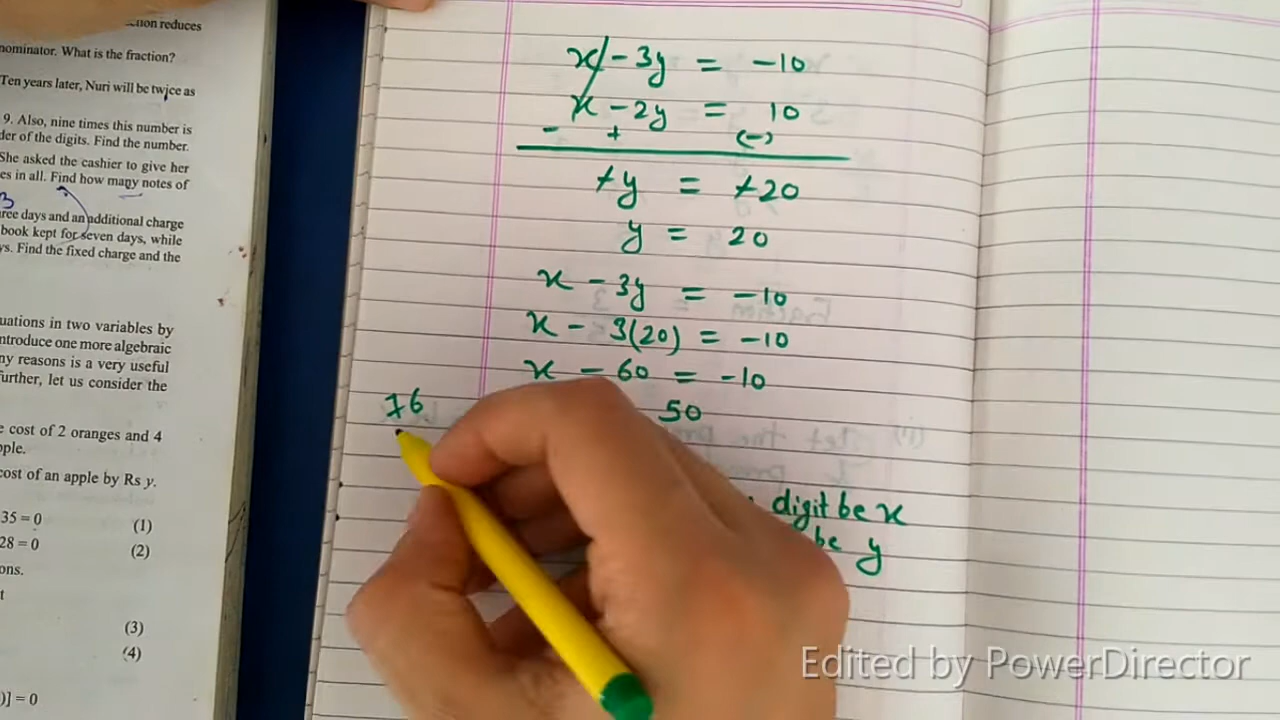 tion reduces
nominator. What is the fraction?
Ten years later, Nuri will be twice as
9. Also, nine times this number is
der of the digits. Find the number.
She asked the cashier to give her
es in all. Find how many notes of
ree days and an additional charge
book kept for seven days, while
ys. Find the fixed charge and the
uations in two variables by
ntroduce one more algebraic
ny reasons is a very useful
further, let us consider the
e cost of 2 oranges and 4
pple.
cost of an apple by Rs y.
35 = 0 (1)
28 = 0 (2)
ons.
t
(3)
(4)
)] = 0
x - 3y = -10
x - 2y = 10
- + (-)
+y = +20
y = 20
x - 3y = -10
x - 3(20) = -10
x - 60 = -10
50
76
digit be x
be y
Edited by PowerDirector